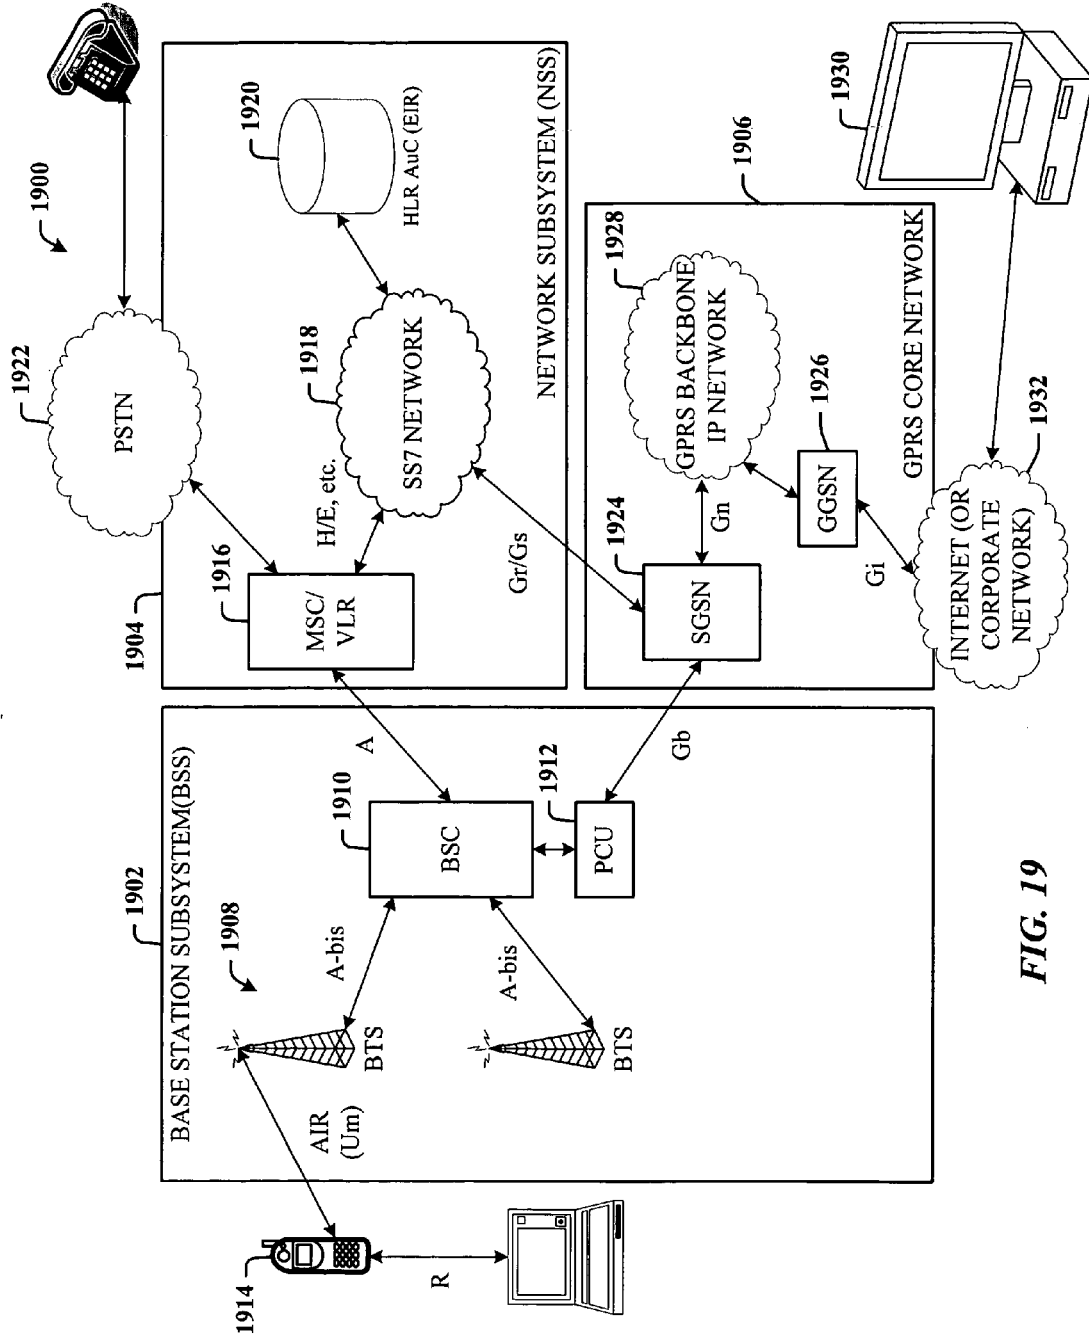 1900
1902
BASE STATION SUBSYSTEM(BSS)
1904
1922
PSTN
1908
A-bis
BTS
AIR
(Um)
1914
R
A-bis
BTS
1910
BSC
1912
PCU
A
Gb
1916
MSC/
VLR
H/E, etc.
1918
SS7 NETWORK
1920
HLR AuC (EIR)
NETWORK SUBSYSTEM (NSS)
Gr/Gs
1924
SGSN
Gn
1928
GPRS BACKBONE
IP NETWORK
1926
GGSN
Gi
1906
GPRS CORE NETWORK
1930
1932
INTERNET (OR
CORPORATE
NETWORK)
FIG. 19